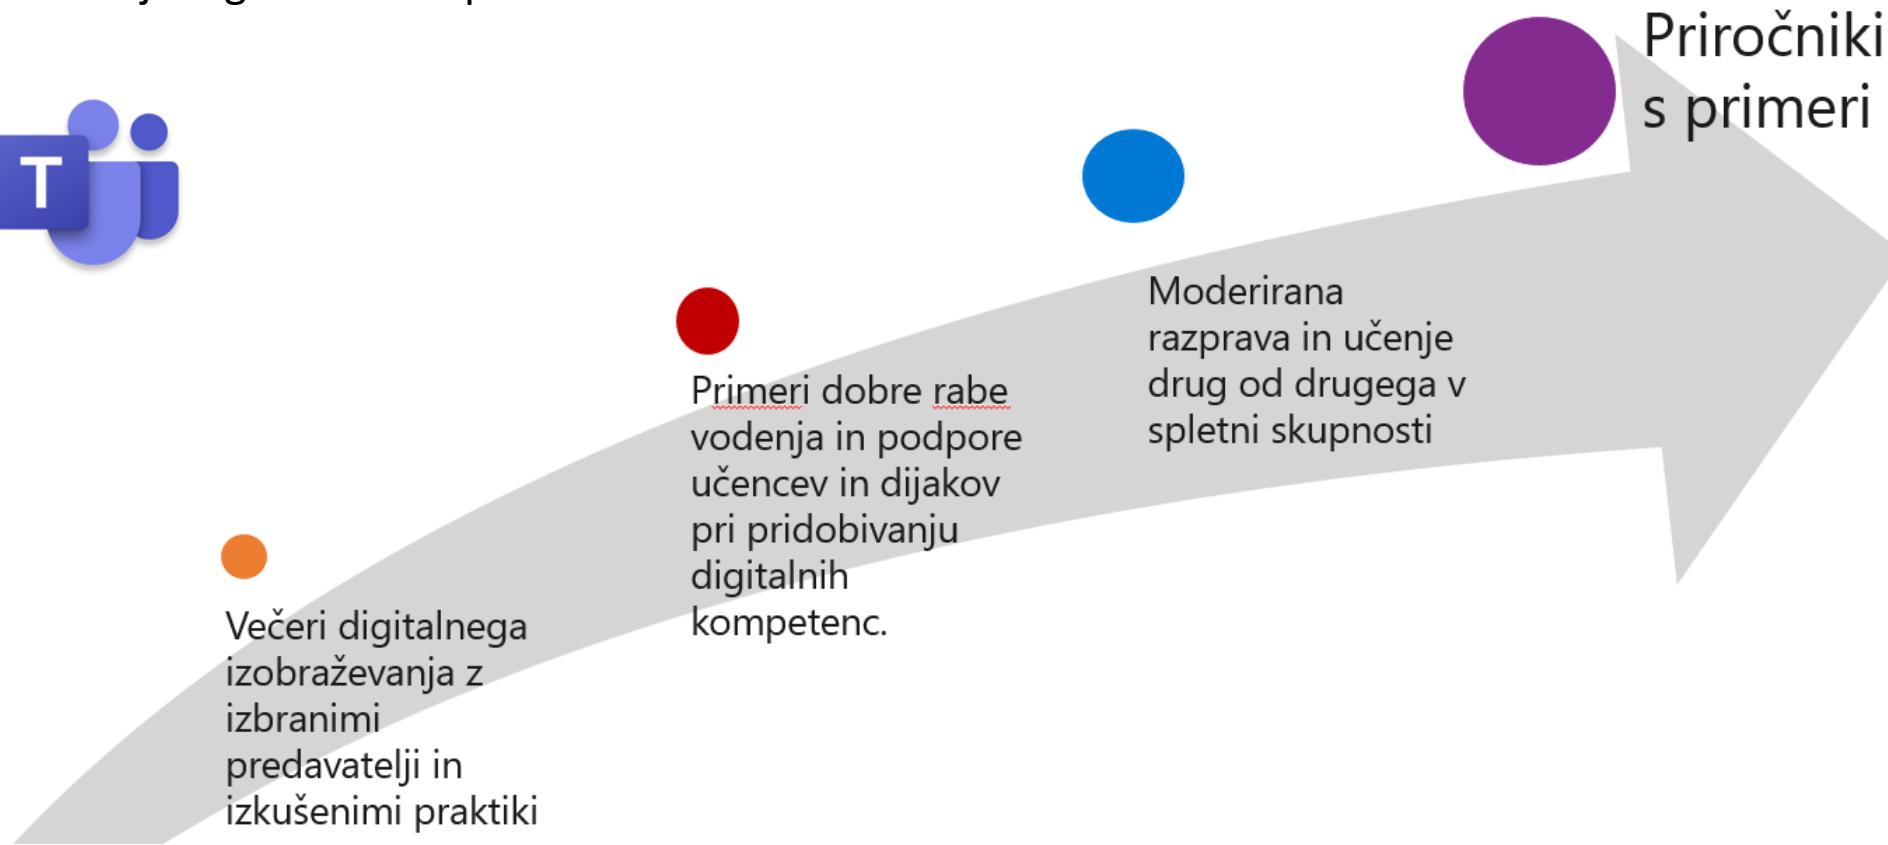 Priročniki
s primeri
T
Moderirana
razprava in učenje
drug od drugega v
spletni skupnosti
Primeri dobre rabe
vodenja in podpore
učencev in dijakov
pri pridobivanju
digitalnih
kompetenc.
Večeri digitalnega
izobraževanja z
izbranimi
predavatelji in
izkušenimi praktiki